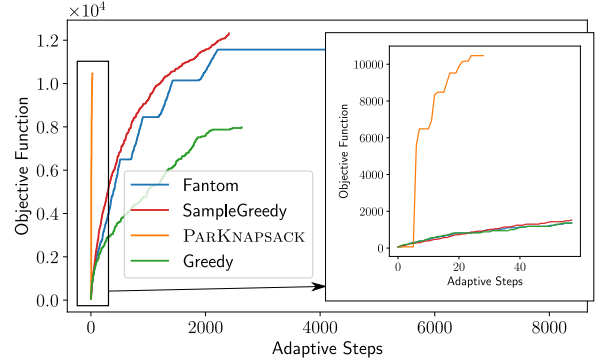 ×10⁴
1.2
1.0
0.8
0.6
0.4
0.2
0.0
Objective Function
0
2000
4000
6000
8000
Adaptive Steps
Fantom
SampleGreedy
PARKNAPSACK
Greedy
10000
8000
6000
4000
2000
0
Objective Function
0
20
40
Adaptive Steps